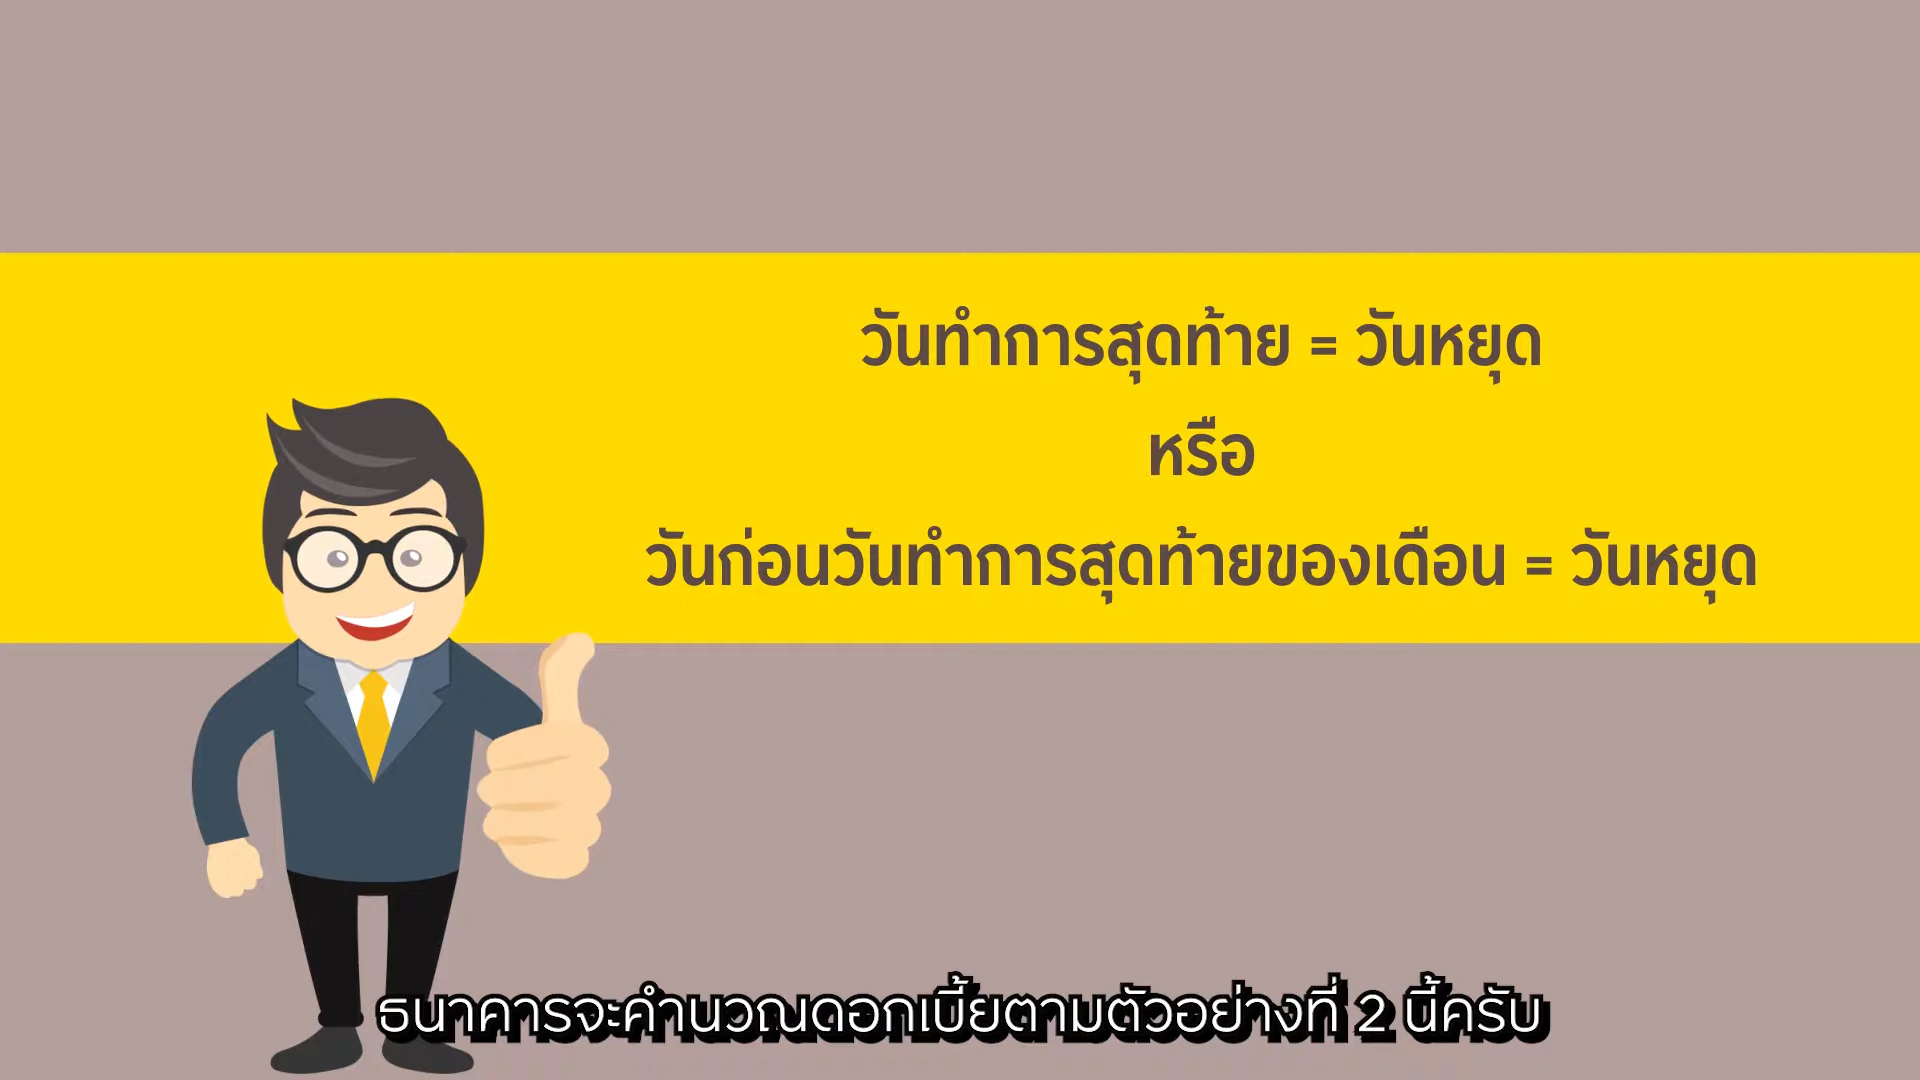 วันทำการสุดท้าย = วันหยุด
หรือ
วันก่อนวันทำการสุดท้ายของเดือน = วันหยุด
ธนาคารจะคำนวณดอกเบี้ยตามตัวอย่างที่ 2 นี้ครับ